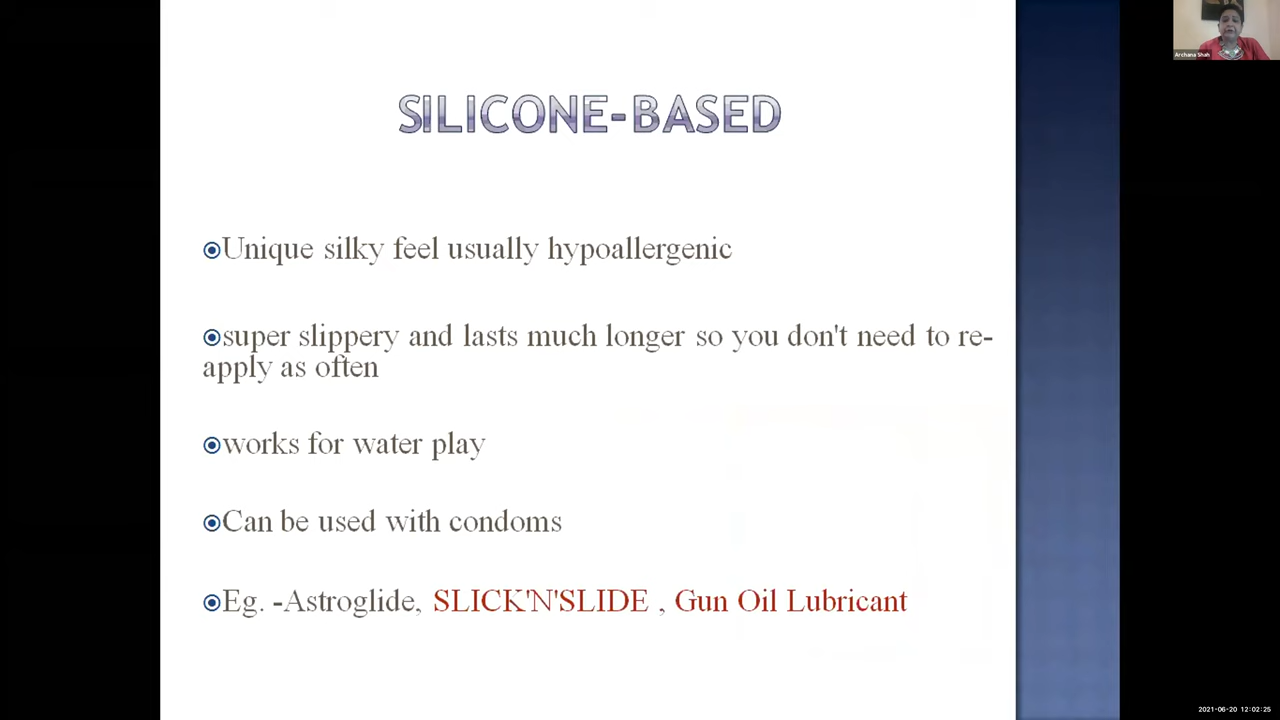 Archana Shah
SILICONE-BASED
Unique silky feel usually hypoallergenic
super slippery and lasts much longer so you don't need to re-
apply as often
works for water play
Can be used with condoms
Eg. -Astroglide, SLICK'N'SLIDE , Gun Oil Lubricant
2021-06-20 12:02:25